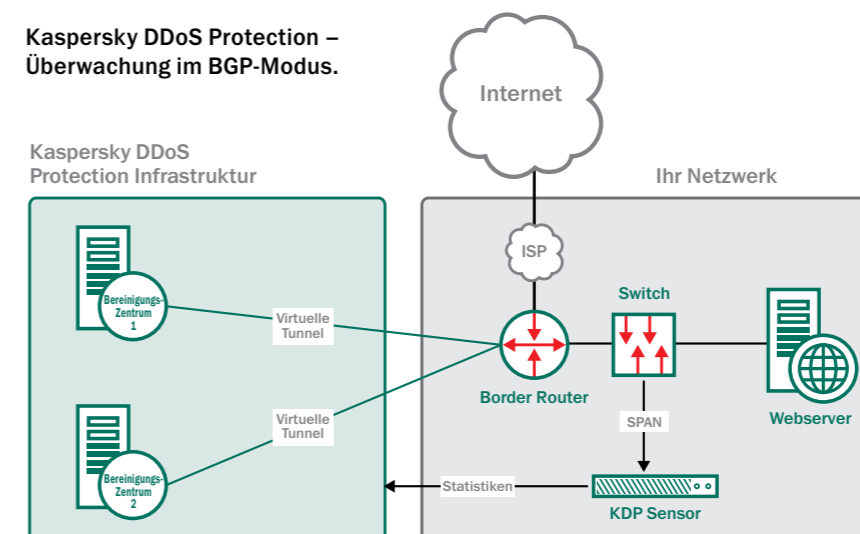 Kaspersky DDoS Protection –
Überwachung im BGP-Modus.
Internet
Kaspersky DDoS
Protection Infrastruktur
Ihr Netzwerk
ISP
Bereinigungs-
Zentrum
1
Virtuelle
Tunnel
Switch
Border Router
Webserver
Virtuelle
Tunnel
SPAN
Bereinigungs-
Zentrum
2
Statistiken
KDP Sensor